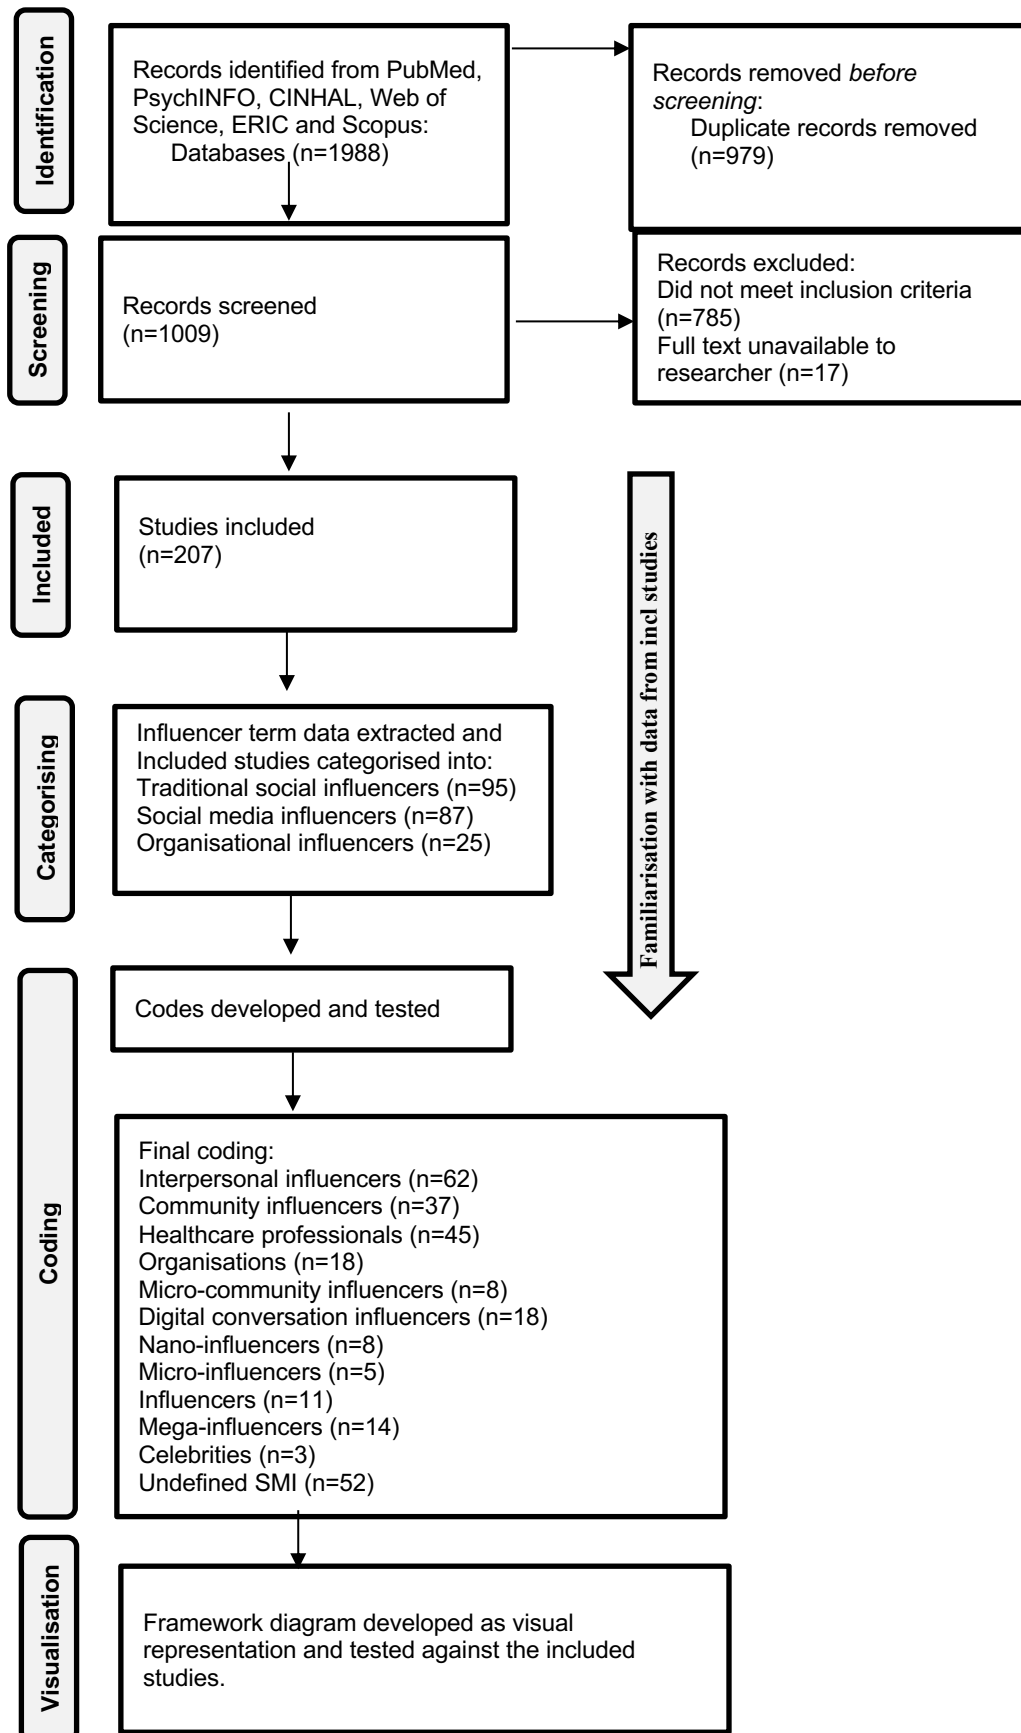 Identification
Records identified from PubMed,
PsychINFO, CINHAL, Web of
Science, ERIC and Scopus:
Databases (n=1988)
Records removed before
screening:
Duplicate records removed
(n=979)
Screening
Records screened
(n=1009)
Records excluded:
Did not meet inclusion criteria
(n=785)
Full text unavailable to
researcher (n=17)
Included
Studies included
(n=207)
Familiarisation with data from incl studies
Categorising
Influencer term data extracted and
Included studies categorised into:
Traditional social influencers (n=95)
Social media influencers (n=87)
Organisational influencers (n=25)
Coding
Codes developed and tested
Final coding:
Interpersonal influencers (n=62)
Community influencers (n=37)
Healthcare professionals (n=45)
Organisations (n=18)
Micro-community influencers (n=8)
Digital conversation influencers (n=18)
Nano-influencers (n=8)
Micro-influencers (n=5)
Influencers (n=11)
Mega-influencers (n=14)
Celebrities (n=3)
Undefined SMI (n=52)
Visualisation
Framework diagram developed as visual
representation and tested against the included
studies.